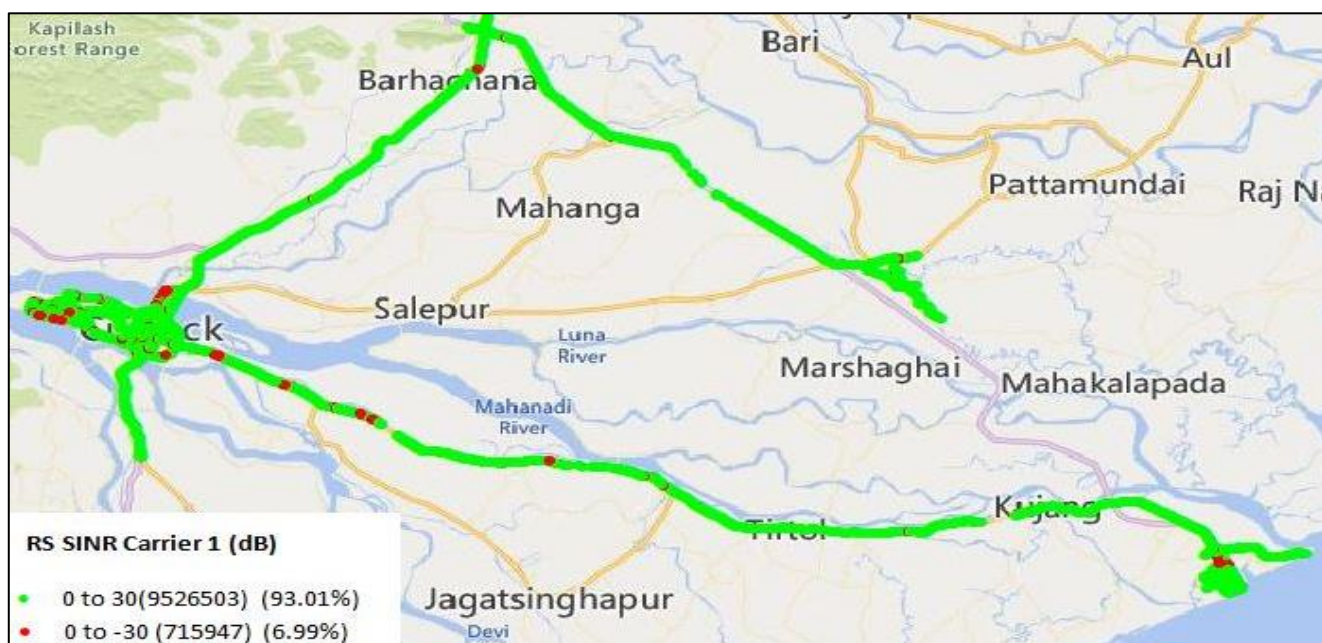 Kapilash
orest Range
Bari
Aul
Barhachana
Pattamundai
Raj Na
Mahanga
Salepur
Luna
River
Marshaghai
Mahakalapada
Mahanadi
River
Kujang
Tirtol
RS SINR Carrier 1 (dB)
0 to 30(9526503) (93.01%)
0 to -30 (715947) (6.99%)
Jagatsinghapur
Devi